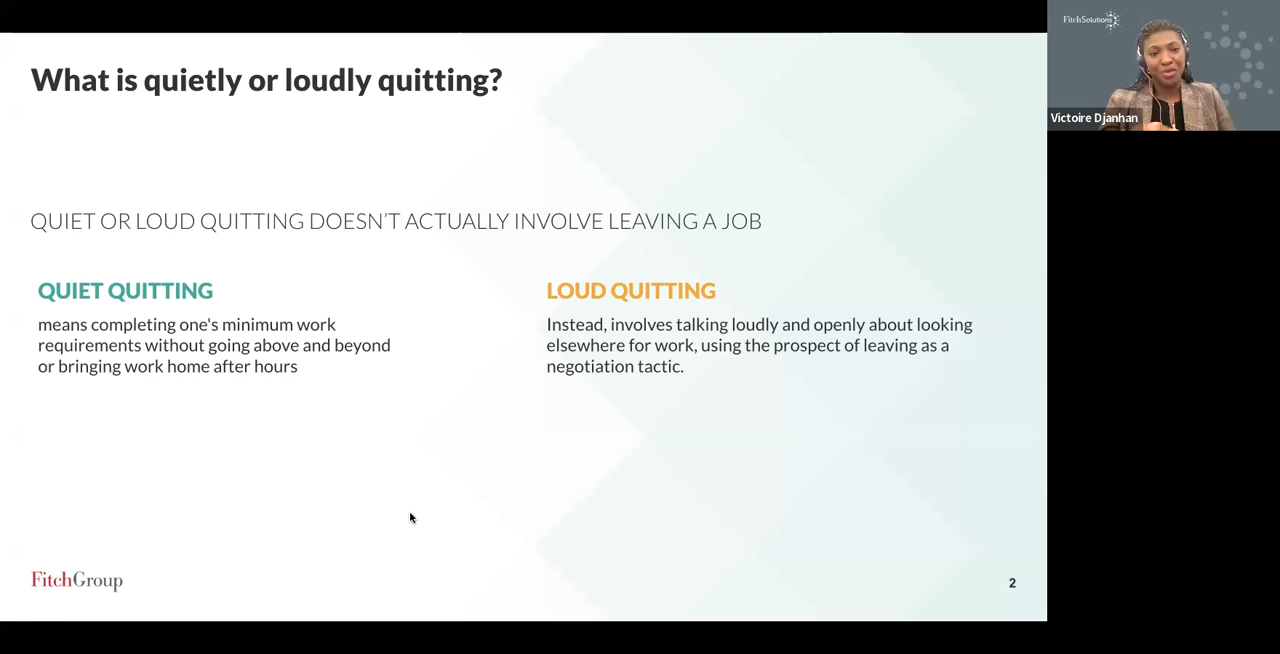 What is quietly or loudly quitting?
QUIET OR LOUD QUITTING DOESN'T ACTUALLY INVOLVE LEAVING A JOB
QUIET QUITTING
means completing one's minimum work
requirements without going above and beyond
or bringing work home after hours
LOUD QUITTING
Instead, involves talking loudly and openly about looking
elsewhere for work, using the prospect of leaving as a
negotiation tactic.
FitchGroup
2
FitchSolutions
Victoire Djanhan